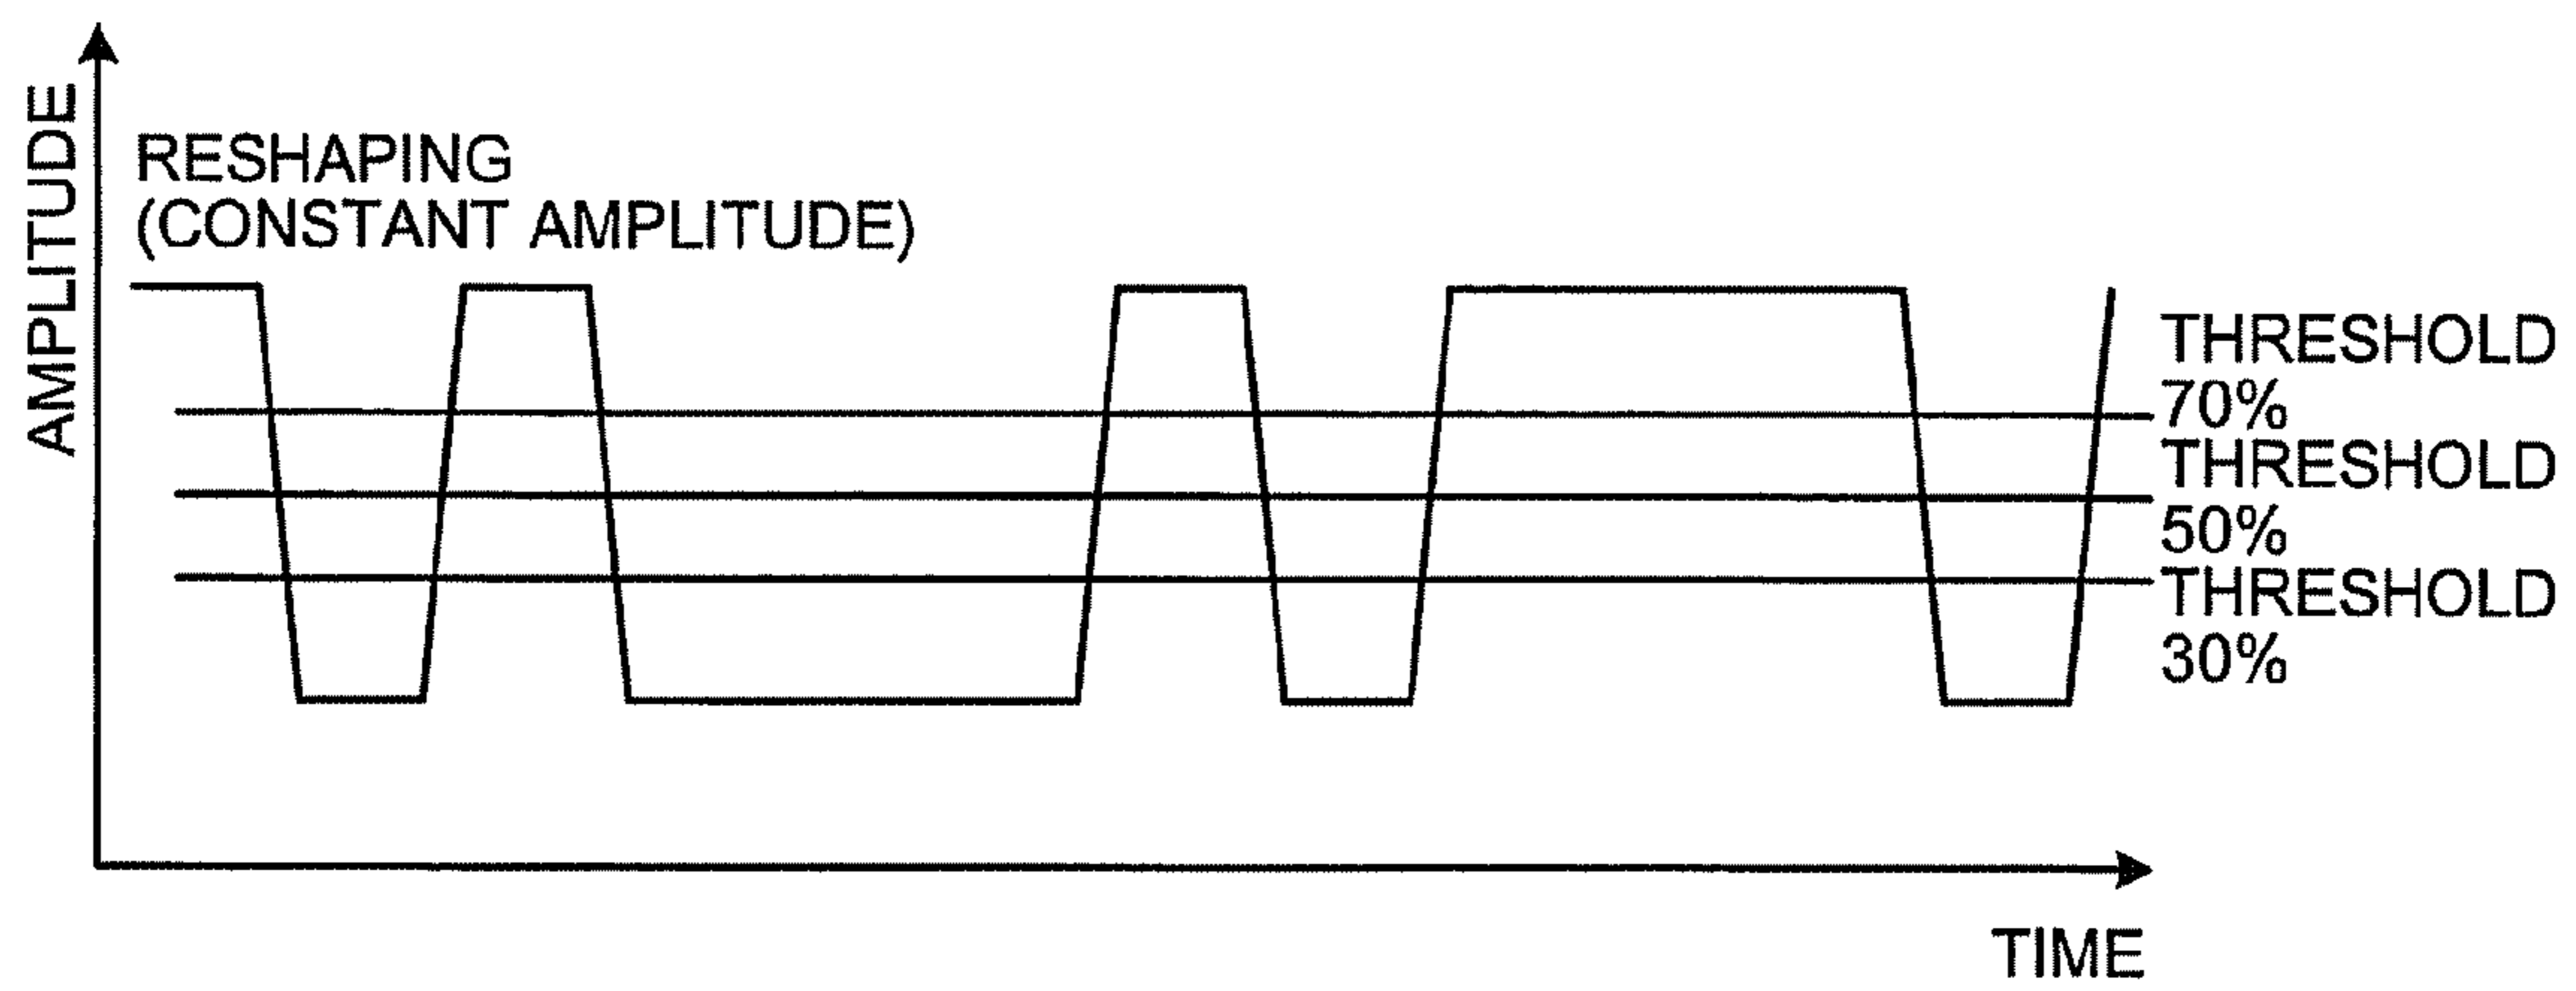 AMPLITUDE
RESHAPING
(CONSTANT AMPLITUDE)
THRESHOLD
70%
THRESHOLD
50%
THRESHOLD
30%
TIME